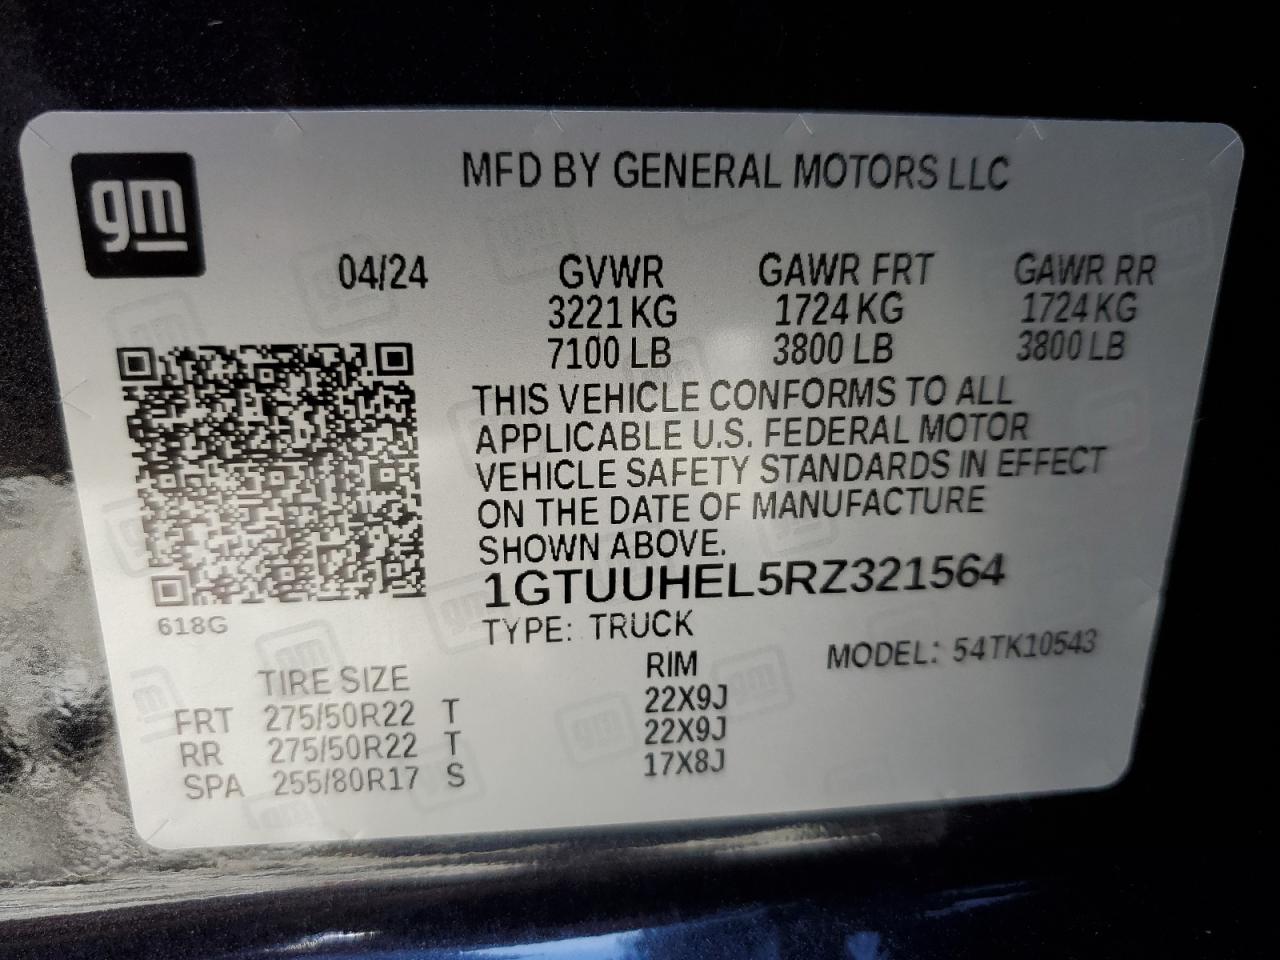 gm
MFD BY GENERAL MOTORS LLC
04/24 GVWR GAWR FRT GAWR RR
3221 KG 1724 KG 1724 KG
7100 LB 3800 LB 3800 LB
THIS VEHICLE CONFORMS TO ALL
APPLICABLE U.S. FEDERAL MOTOR
VEHICLE SAFETY STANDARDS IN EFFECT
ON THE DATE OF MANUFACTURE
SHOWN ABOVE.
1GTUUHEL5RZ321564
618G
TYPE: TRUCK
MODEL: 54TK10543
TIRE SIZE RIM
FRT 275/50R22 T 22X9J
RR 275/50R22 T 22X9J
SPA 255/80R17 S 17X8J